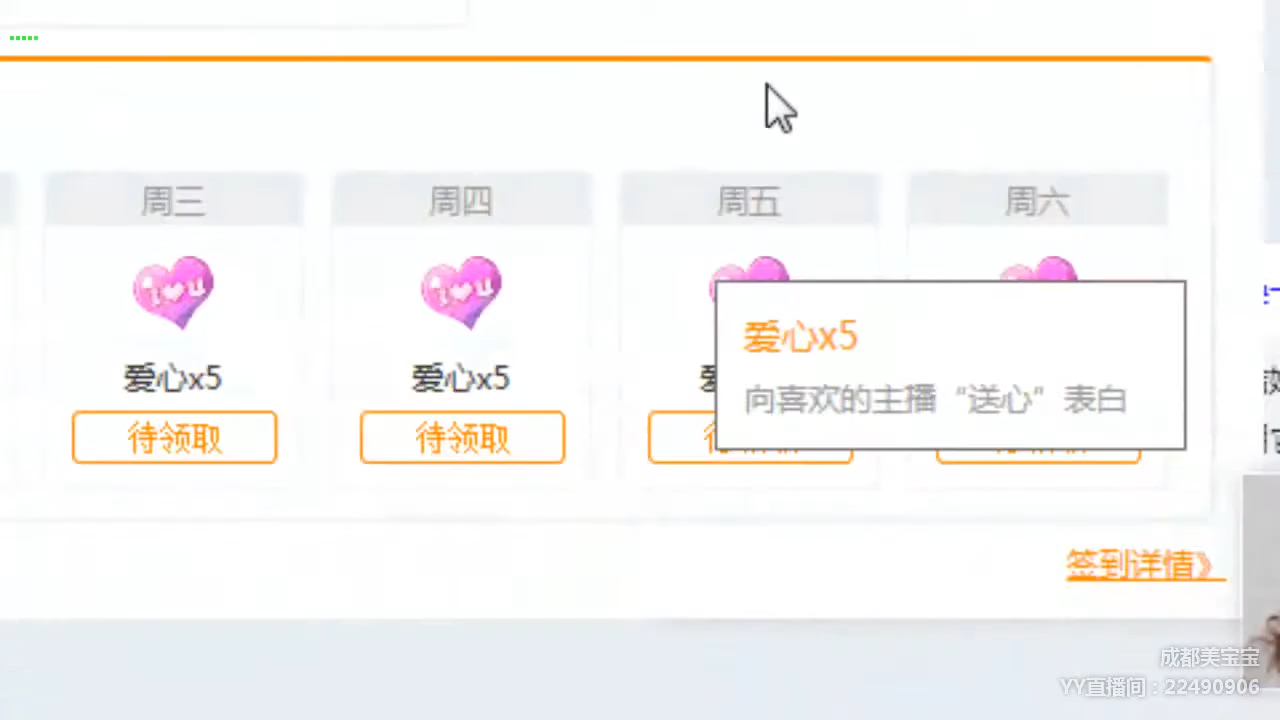 周三
周四
周五
周六
爱心x5
爱心x5
爱心x5
向喜欢的主播“送心”表白
待领取
待领取
签到详情》
成都美宝宝
YY直播间：22490906